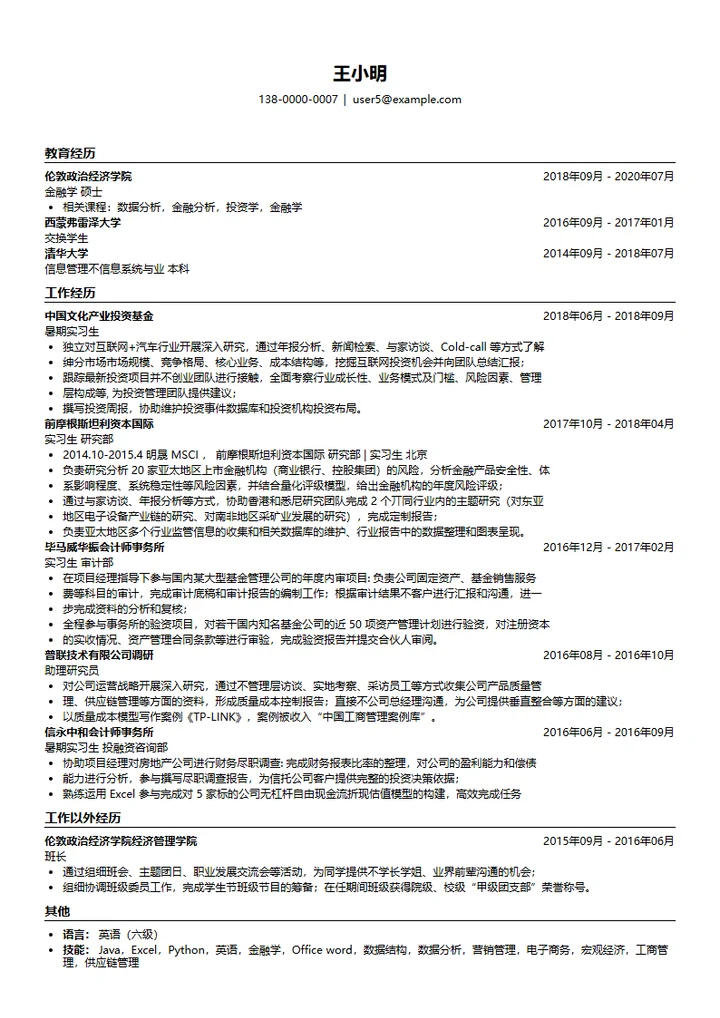 王小明
138-0000-0007 | user5@example.com
教育经历
伦敦政治经济学院 2018年09月 - 2020年07月
金融学 硕士
• 相关课程：数据分析，金融分析，投资学，金融学
西蒙弗雷泽大学 2016年09月 - 2017年01月
交换学生
清华大学 2014年09月 - 2018年07月
信息管理不信息系统与业 本科
工作经历
中国文化产业投资基金 2018年06月 - 2018年09月
暑期实习生
• 独立对互联网+汽车行业开展深入研究，通过年报分析、新闻检索、与家访谈、Cold-call 等方式了解
• 绅分市场市场规模、竞争格局、核心业务、成本结构等，挖掘互联网投资机会并向团队总结汇报；
• 跟踪最新投资项目并不创业团队进行接触，全面考察行业成长性、业务模式及门槛、风险因素、管理
• 层构成等, 为投资管理团队提供建议；
• 撰写投资周报，协助维护投资事件数据库和投资机构投资布局。
前摩根斯坦利资本国际 2017年10月 - 2018年04月
实习生 研究部
• 2014.10-2015.4 明晟 MSCI ， 前摩根斯坦利资本国际 研究部 | 实习生 北京
• 负责研究分析 20 家亚太地区上市金融机构（商业银行、控股集团）的风险，分析金融产品安全性、体
• 系影响程度、系统稳定性等风险因素，并结合量化评级模型，给出金融机构的年度风险评级；
• 通过与家访谈、年报分析等方式，协助香港和悉尼研究团队完成 2 个丌同行业内的主题研究（对东亚
• 地区电子设备产业链的研究、对南非地区采矿业发展的研究），完成定制报告；
• 负责亚太地区多个行业监管信息的收集和相关数据库的维护、行业报告中的数据整理和图表呈现。
毕马威华振会计师事务所 2016年12月 - 2017年02月
实习生 审计部
• 在项目经理指导下参与国内某大型基金管理公司的年度内审项目: 负责公司固定资产、基金销售服务
• 费等科目的审计，完成审计底稿和审计报告的编制工作；根据审计结果不客户进行汇报和沟通，进一
• 步完成资料的分析和复核；
• 全程参与事务所的验资项目，对若干国内知名基金公司的近 50 项资产管理计划进行验资，对注册资本
• 的实收情况、资产管理合同条款等进行审验，完成验资报告并提交合伙人审阅。
普联技术有限公司调研 2016年08月 - 2016年10月
助理研究员
• 对公司运营战略开展深入研究，通过不管理层访谈、实地考察、采访员工等方式收集公司产品质量管
• 理、供应链管理等方面的资料，形成质量成本控制报告；直接不公司总经理沟通，为公司提供垂直整合等方面的建议；
• 以质量成本模型写作案例《TP-LINK》，案例被收入“中国工商管理案例库”。
信永中和会计师事务所 2016年06月 - 2016年09月
暑期实习生 投融资咨询部
• 协助项目经理对房地产公司进行财务尽职调查: 完成财务报表比率的整理，对公司的盈利能力和偿债
• 能力进行分析，参与撰写尽职调查报告，为信托公司客户提供完整的投资决策依据；
• 熟练运用 Excel 参与完成对 5 家标的公司无杠杆自由现金流折现估值模型的构建，高效完成任务
工作以外经历
伦敦政治经济学院经济管理学院 2015年09月 - 2016年06月
班长
• 通过组细班会、主题团日、职业发展交流会等活动，为同学提供不学长学姐、业界前辈沟通的机会；
• 组细协调班级委员工作，完成学生节班级节目的筹备；在任期间班级获得院级、校级“甲级团支部”荣誉称号。
其他
• 语言： 英语（六级）
• 技能： Java，Excel，Python，英语，金融学，Office word，数据结构，数据分析，营销管理，电子商务，宏观经济，工商管
理，供应链管理